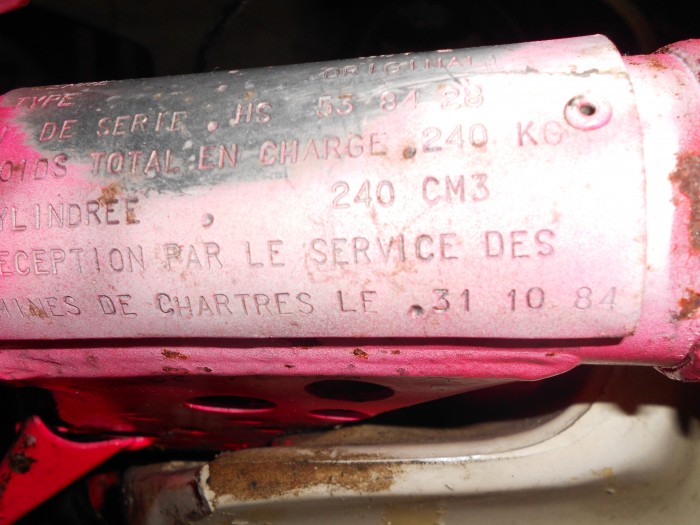 TYPE ORIGINAL
DE SERIE . HS 53 84 28
POIDS TOTAL EN CHARGE . 240 KG
CYLINDREE , 240 CM3
RECEPTION PAR LE SERVICE DES
MINES DE CHARTRES LE . 31 10 84